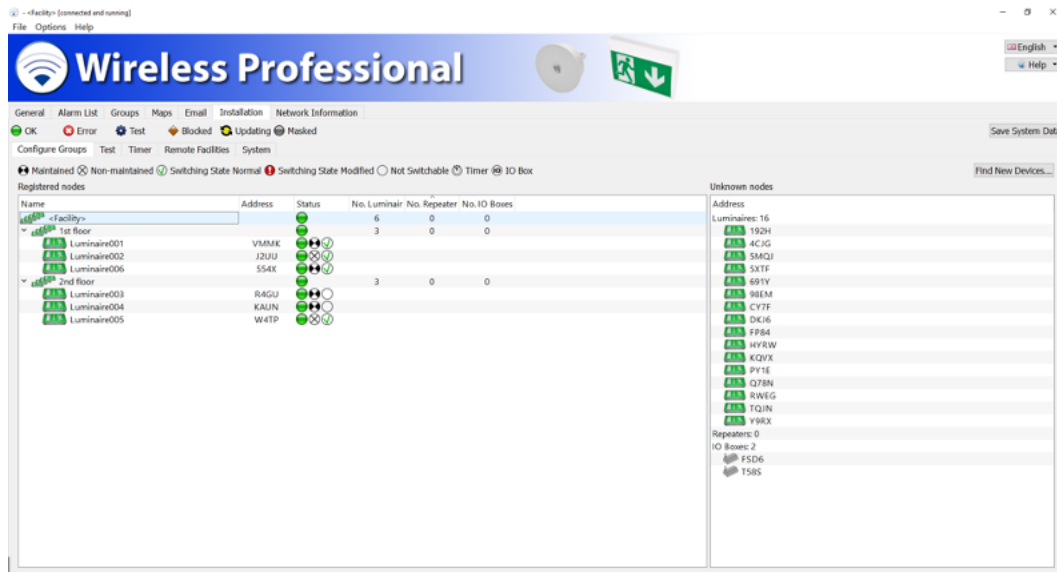 - <Facility> [connected and running]
File Options Help
Wireless Professional
English
Help
General Alarm List Groups Maps Email Installation Network Information
OK Error Test Blocked Updating Masked
Save System Dat
Configure Groups Test Timer Remote Facilities System
Maintained Non-maintained Switching State Normal Switching State Modified Not Switchable Timer IO Box
Find New Devices...
Registered nodes
Name Address Status No. Luminair No. Repeater No. IO Boxes
<Facility> 6 0 0
1st floor 3 0 0
Luminaire001 VMMK
Luminaire002 J2UU
Luminaire006 554X
2nd floor 3 0 0
Luminaire003 R4GU
Luminaire004 KAUN
Luminaire005 W4TP
Unknown nodes
Address
Luminaires: 16
192H
4CJG
5MQJ
5XTF
691Y
98EM
CY7F
DKJ6
FP84
HYRW
KQVX
PY1E
Q78N
RWEG
TQJN
Y9RX
Repeaters: 0
IO Boxes: 2
FSD6
T58S